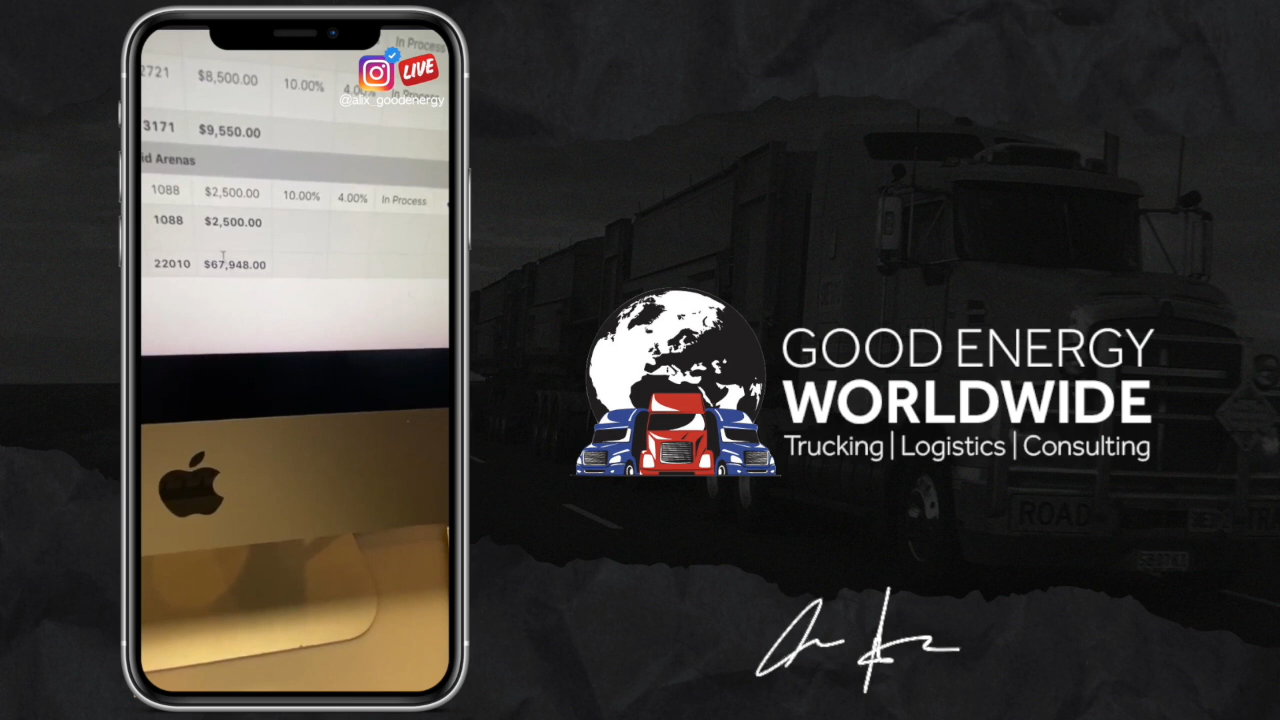 In Process
2721 $8,500.00 10.00% 4.00% In Process
LIVE
@alix_goodenergy
3171 $9,550.00
id Arenas
1088 $2,500.00 10.00% 4.00% In Process
1088 $2,500.00
22010 $67,948.00
GOOD ENERGY
WORLDWIDE
Trucking | Logistics | Consulting
ROAD